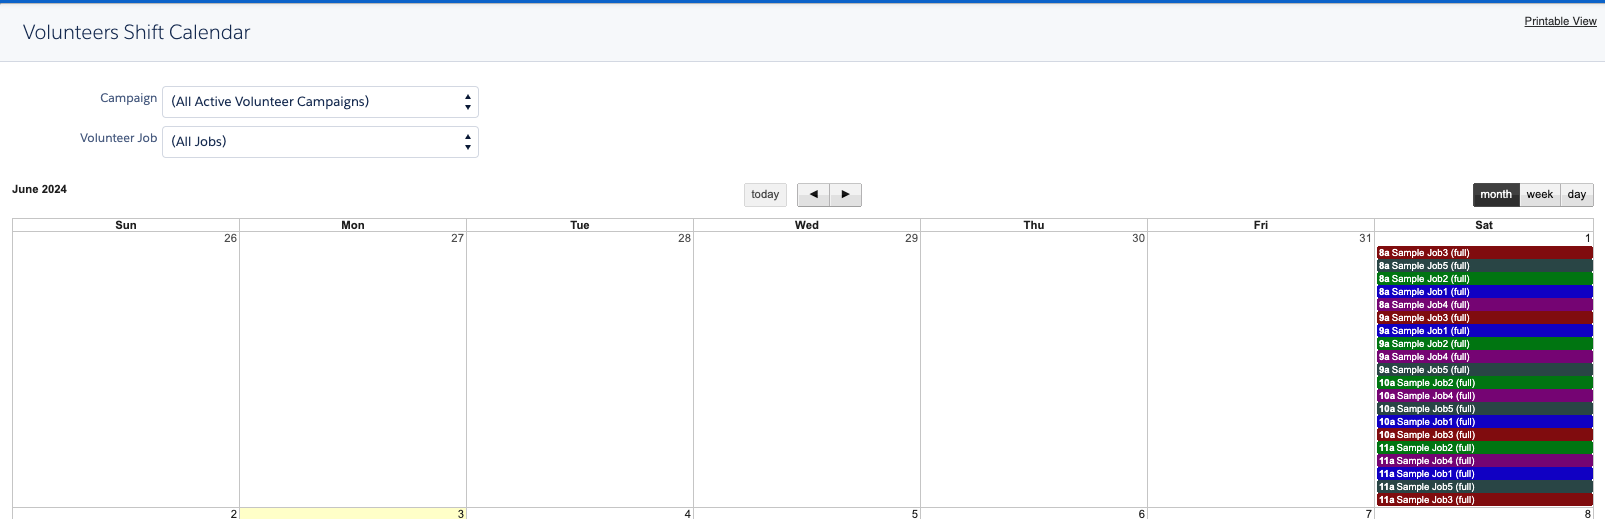 Volunteers Shift Calendar
Printable View
Campaign (All Active Volunteer Campaigns)
Volunteer Job (All Jobs)
June 2024 today ◄ ► month week day
Sun Mon Tue Wed Thu Fri Sat
26 27 28 29 30 31 1
8a Sample Job3 (full)
8a Sample Job5 (full)
8a Sample Job2 (full)
8a Sample Job1 (full)
8a Sample Job4 (full)
9a Sample Job3 (full)
9a Sample Job1 (full)
9a Sample Job2 (full)
9a Sample Job4 (full)
9a Sample Job5 (full)
10a Sample Job2 (full)
10a Sample Job4 (full)
10a Sample Job5 (full)
10a Sample Job1 (full)
10a Sample Job3 (full)
11a Sample Job2 (full)
11a Sample Job4 (full)
11a Sample Job1 (full)
11a Sample Job5 (full)
11a Sample Job3 (full)
2 3 4 5 6 7 8